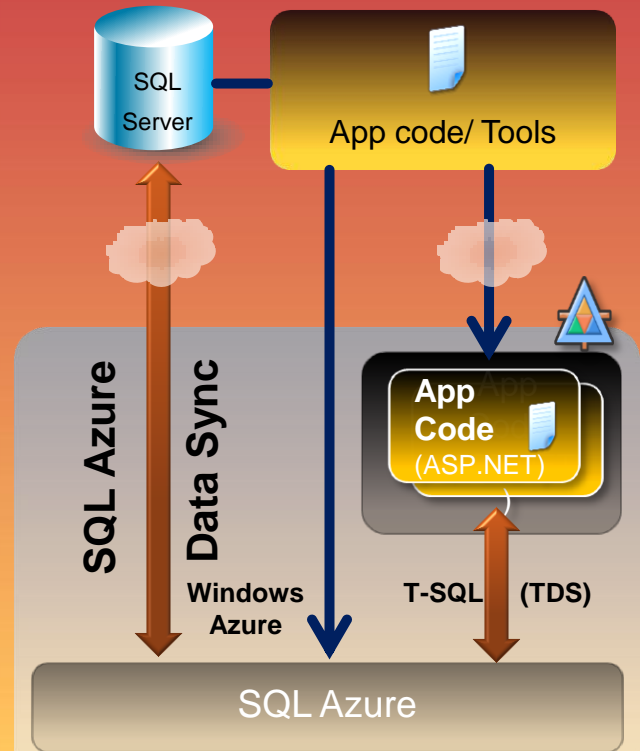 SQL
Server
App code/ Tools
SQL Azure
Data Sync
App
App
Code
(ASP.NET)
)
Windows
Azure
T-SQL (TDS)
SQL Azure